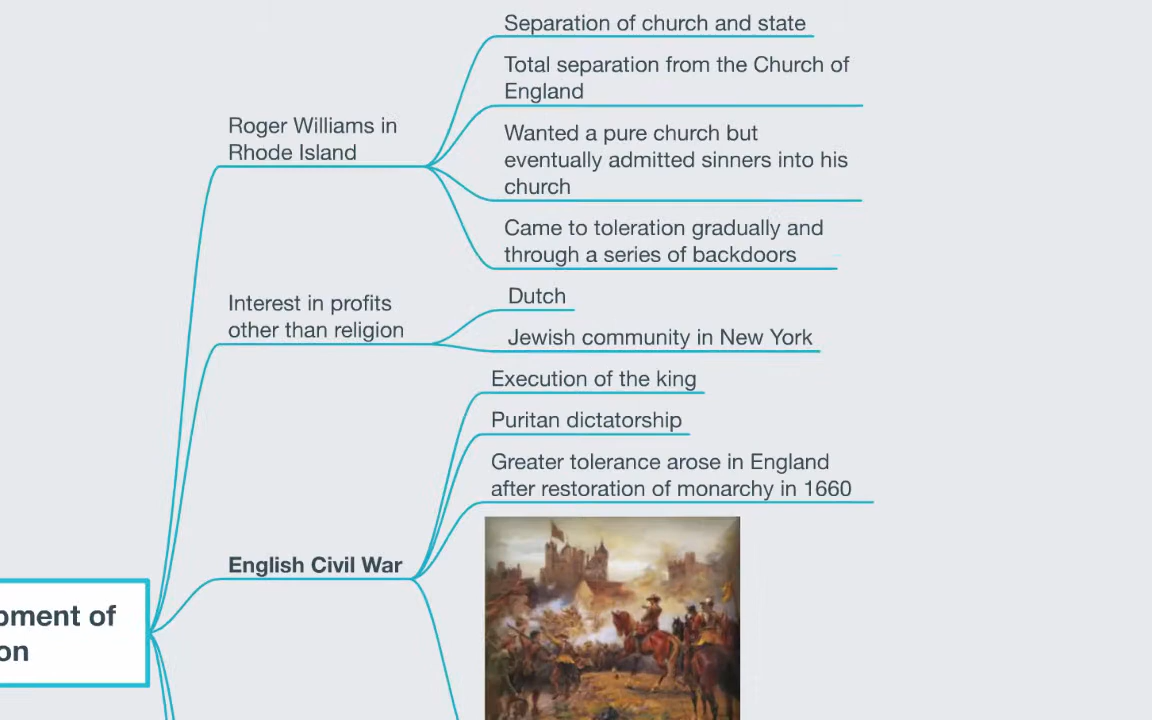 Separation of church and state
Total separation from the Church of
England
Roger Williams in
Rhode Island
Wanted a pure church but
eventually admitted sinners into his
church
Came to toleration gradually and
through a series of backdoors
Interest in profits
other than religion
Dutch
Jewish community in New York
Execution of the king
Puritan dictatorship
Greater tolerance arose in England
after restoration of monarchy in 1660
English Civil War
of